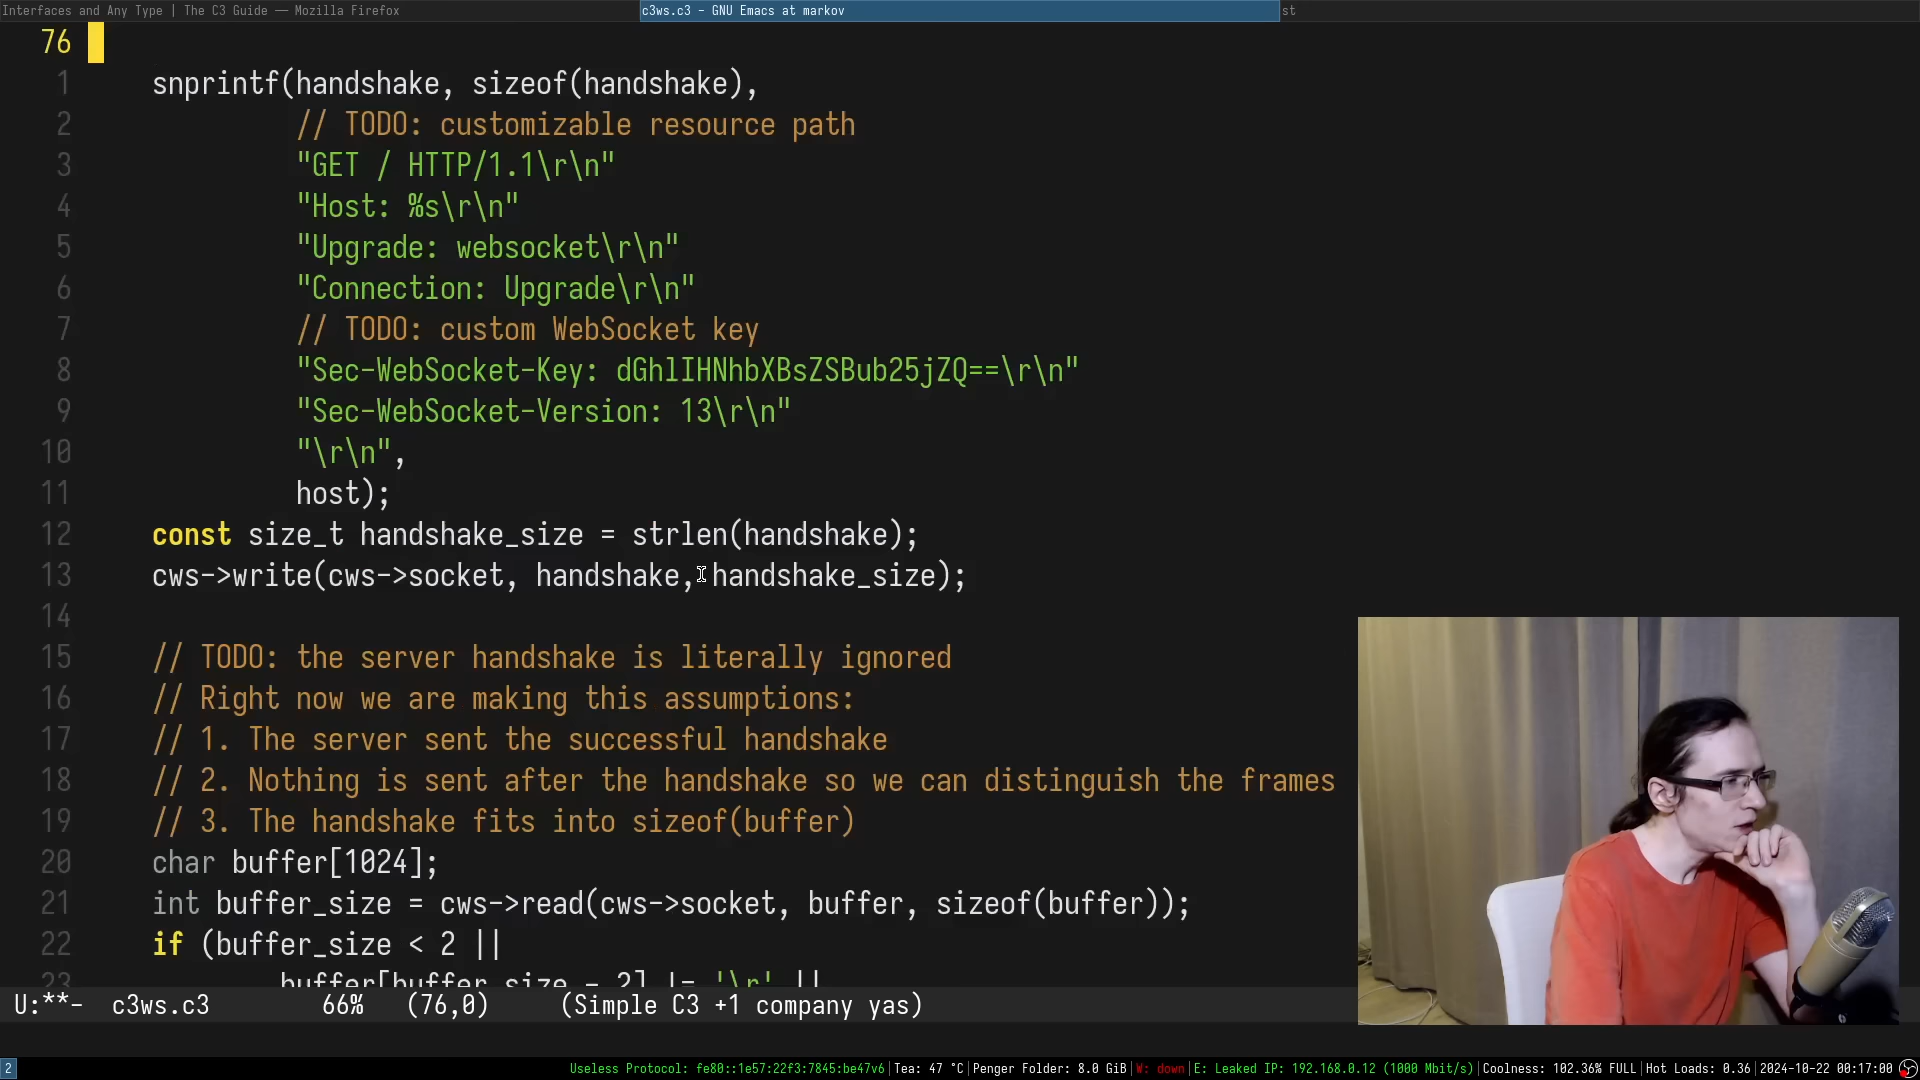 Interfaces and Any Type | The C3 Guide — Mozilla Firefox
c3ws.c3 - GNU Emacs at markov
st
76
1 snprintf(handshake, sizeof(handshake),
2 // TODO: customizable resource path
3 "GET / HTTP/1.1\r\n"
4 "Host: %s\r\n"
5 "Upgrade: websocket\r\n"
6 "Connection: Upgrade\r\n"
7 // TODO: custom WebSocket key
8 "Sec-WebSocket-Key: dGhlIHNhbXBsZSBub25jZQ==\r\n"
9 "Sec-WebSocket-Version: 13\r\n"
10 "\r\n",
11 host);
12 const size_t handshake_size = strlen(handshake);
13 cws->write(cws->socket, handshake, handshake_size);
14
15 // TODO: the server handshake is literally ignored
16 // Right now we are making this assumptions:
17 // 1. The server sent the successful handshake
18 // 2. Nothing is sent after the handshake so we can distinguish the frames
19 // 3. The handshake fits into sizeof(buffer)
20 char buffer[1024];
21 int buffer_size = cws->read(cws->socket, buffer, sizeof(buffer));
22 if (buffer_size < 2 ||
23 buffer[buffer_size - 2] != '\r' ||
U:**- c3ws.c3 66% (76,0) (Simple C3 +1 company yas)
2 Useless Protocol: fe80::1e57:22f3:7845:be47v6|Tea: 47 °C|Penger Folder: 8.0 GiB|W: down|E: Leaked IP: 192.168.0.12 (1000 Mbit/s)|Coolness: 102.36% FULL|Hot Loads: 0.36|2024-10-22 00:17:00